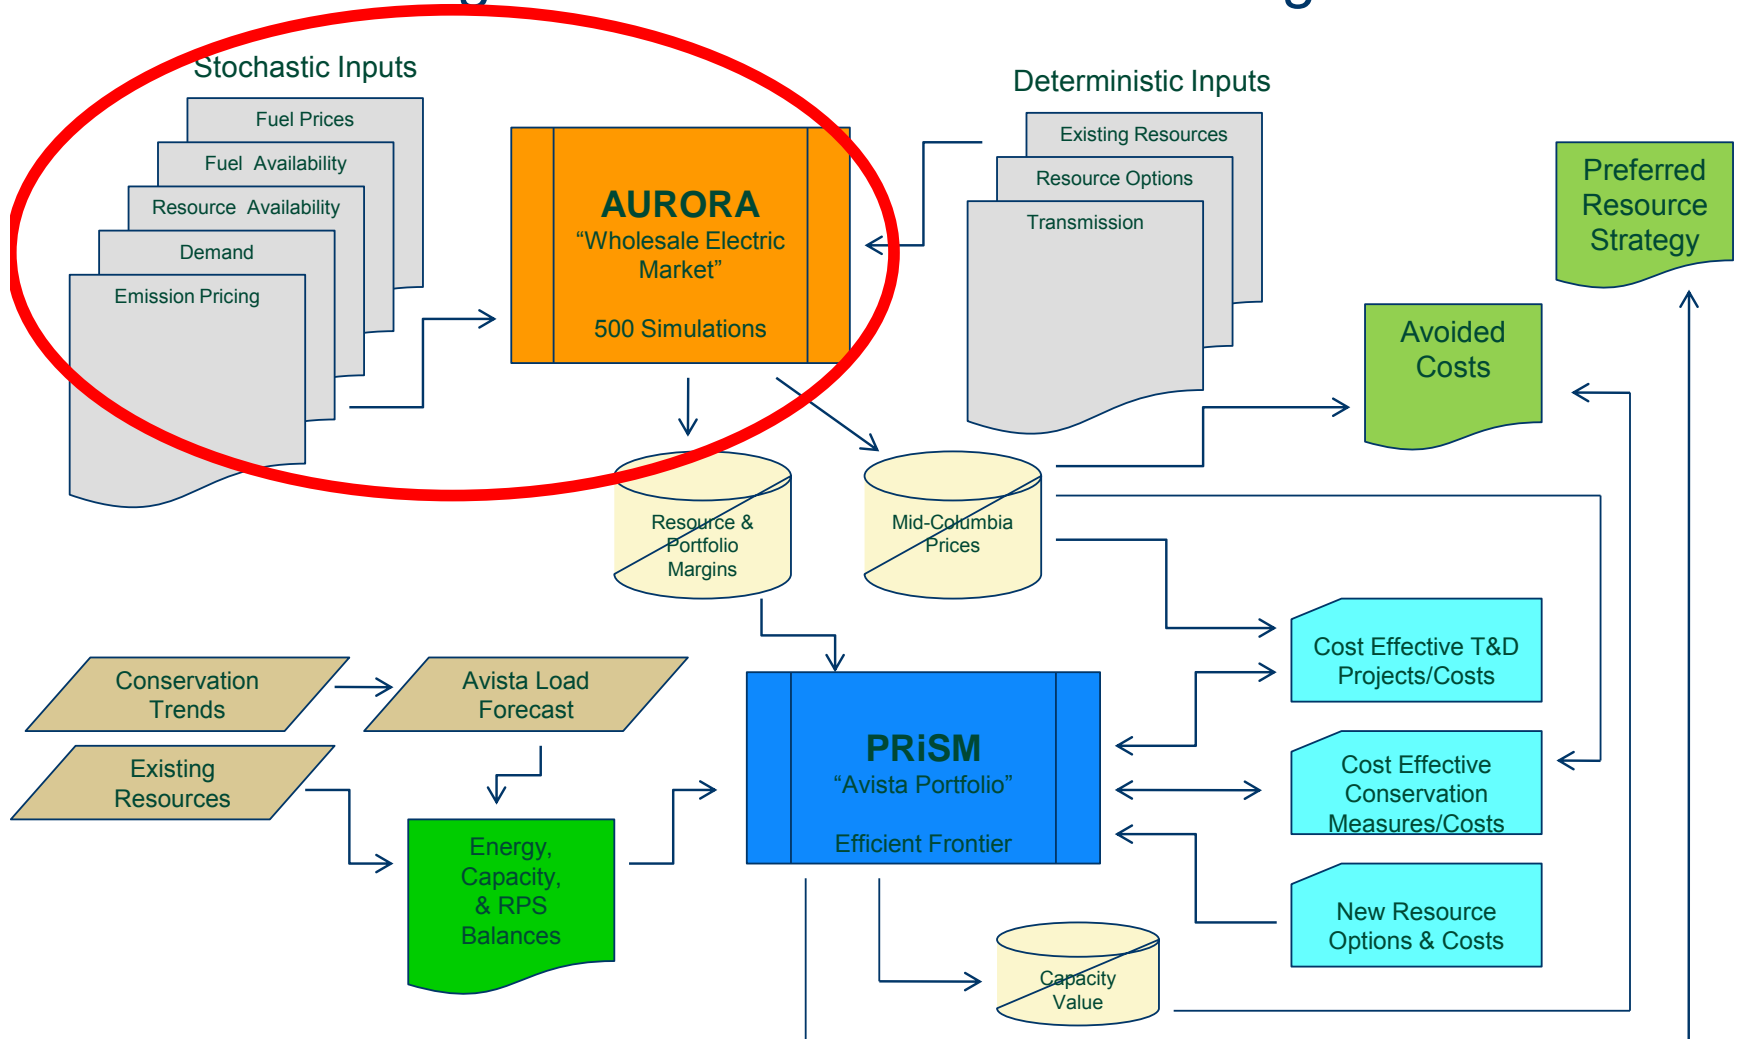 Stochastic Inputs
Fuel Prices
Fuel Availability
Resource Availability
Demand
Emission Pricing
AURORA
“Wholesale Electric
Market”
500 Simulations
Deterministic Inputs
Existing Resources
Resource Options
Transmission
Preferred
Resource
Strategy
Avoided
Costs
Resource &
Portfolio
Margins
Mid-Columbia
Prices
Conservation
Trends
Avista Load
Forecast
Existing
Resources
Energy,
Capacity,
& RPS
Balances
PRiSM
“Avista Portfolio”
Efficient Frontier
Cost Effective T&D
Projects/Costs
Cost Effective
Conservation
Measures/Costs
New Resource
Options & Costs
Capacity
Value